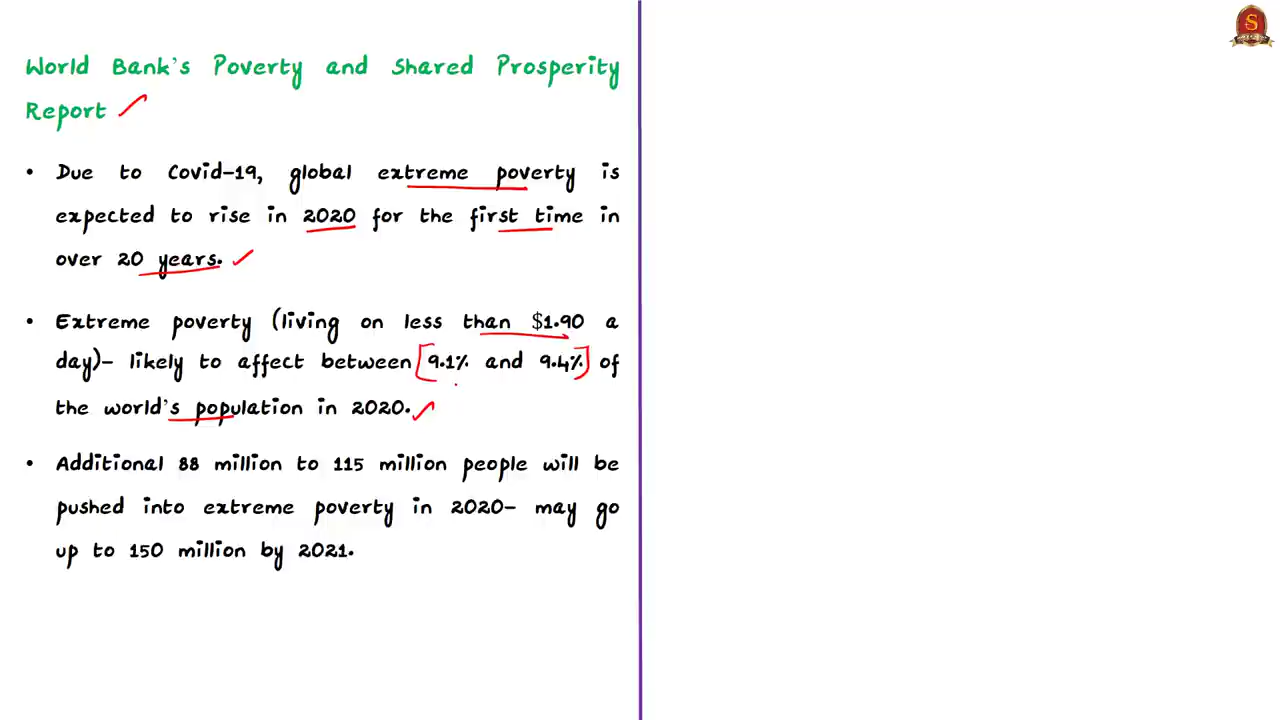 World Bank's Poverty and Shared Prosperity
Report
• Due to Covid-19, global extreme poverty is
expected to rise in 2020 for the first time in
over 20 years.
• Extreme poverty (living on less than $1.90 a
day)- likely to affect between [9.1% and 9.4%] of
the world's population in 2020.
• Additional 88 million to 115 million people will be
pushed into extreme poverty in 2020- may go
up to 150 million by 2021.
S